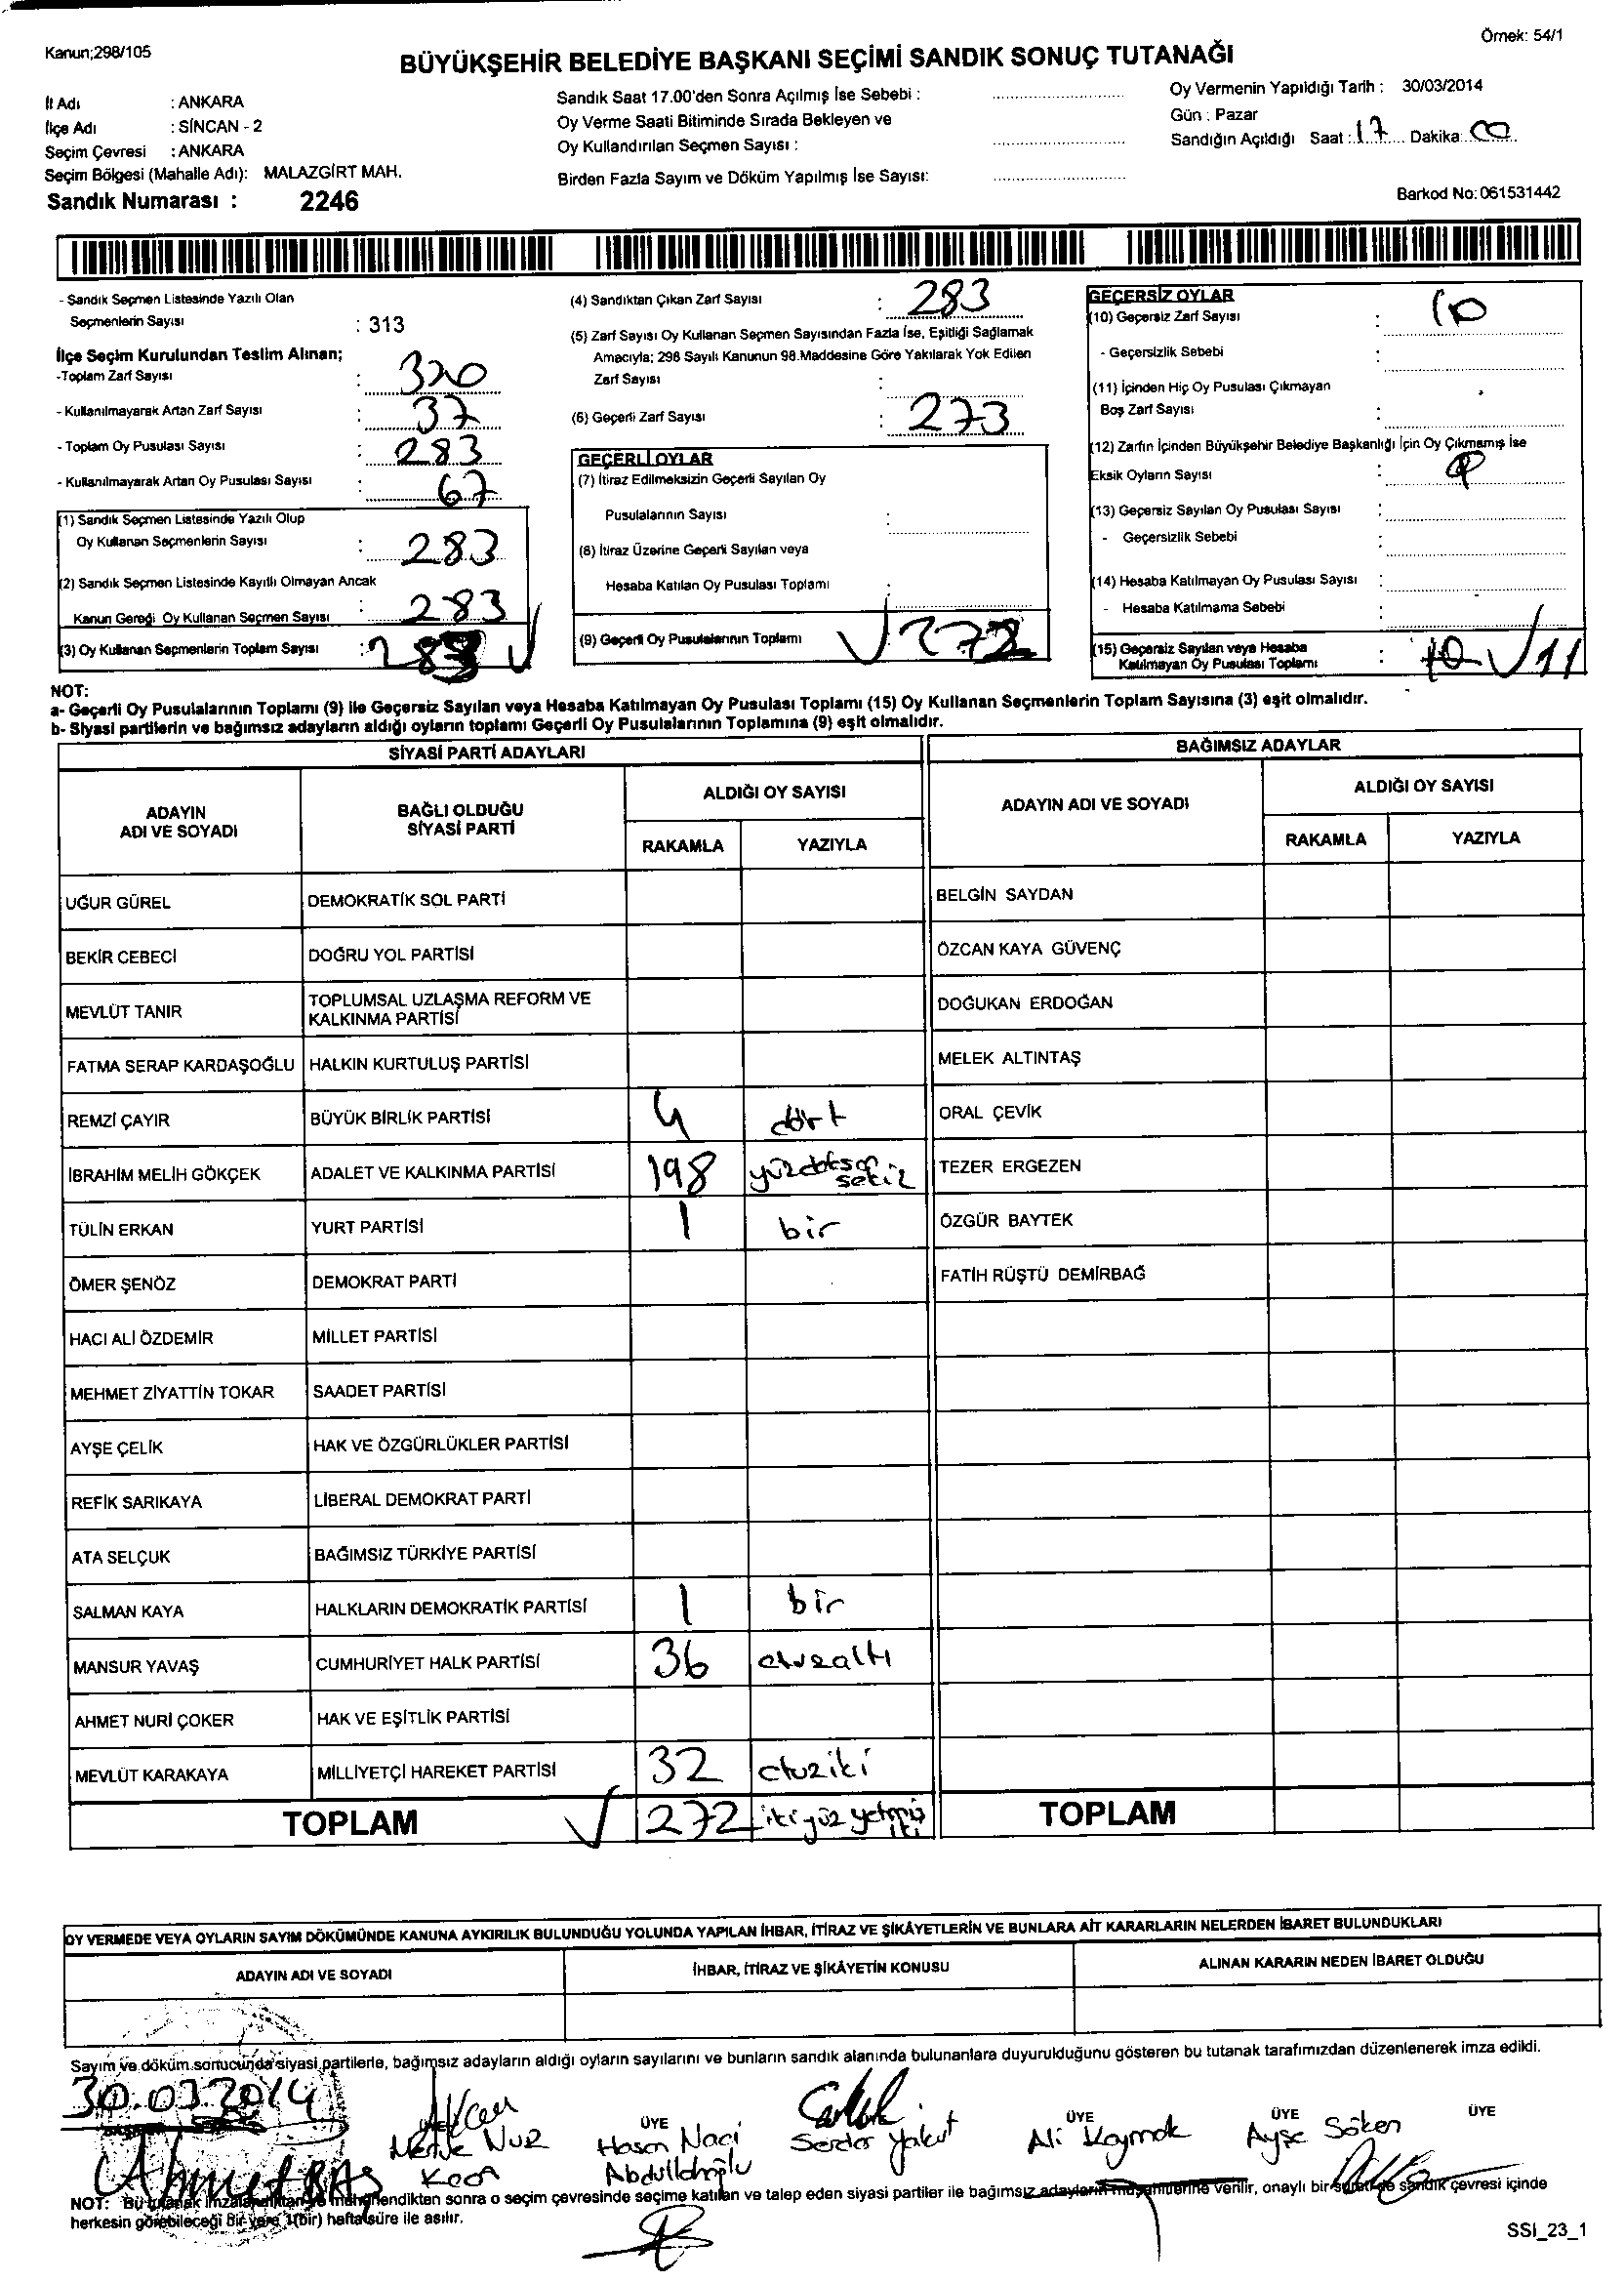 Kanun;298/105
Örnek: 54/1
BÜYÜKŞEHİR BELEDİYE BAŞKANI SEÇİMİ SANDIK SONUÇ TUTANAĞI
İl Adı : ANKARA
İlçe Adı : SİNCAN - 2
Seçim Çevresi : ANKARA
Seçim Bölgesi (Mahalle Adı): MALAZGİRT MAH.
Sandık Numarası : 2246
Sandık Saat 17.00'den Sonra Açılmış İse Sebebi :
Oy Verme Saati Bitiminde Sırada Bekleyen ve
Oy Kullandırılan Seçmen Sayısı :
Birden Fazla Sayım ve Döküm Yapılmış İse Sayısı:
Oy Vermenin Yapıldığı Tarih : 30/03/2014
Gün : Pazar
Sandığın Açıldığı Saat : 17 Dakika: 00
Barkod No: 061531442
- Sandık Seçmen Listesinde Yazılı Olan
Seçmenlerin Sayısı : 313
İlçe Seçim Kurulundan Teslim Alınan;
-Toplam Zarf Sayısı : 320
- Kullanılmayarak Artan Zarf Sayısı : 37
- Toplam Oy Pusulası Sayısı : 283
- Kullanılmayarak Artan Oy Pusulası Sayısı : 67
(1) Sandık Seçmen Listesinde Yazılı Olup
Oy Kullanan Seçmenlerin Sayısı : 283
(2) Sandık Seçmen Listesinde Kayıtlı Olmayan Ancak
Kanun Gereği Oy Kullanan Seçmen Sayısı : 283
(3) Oy Kullanan Seçmenlerin Toplam Sayısı : 283
(4) Sandıktan Çıkan Zarf Sayısı : 283
(5) Zarf Sayısı Oy Kullanan Seçmen Sayısından Fazla İse, Eşitliği Sağlamak
Amacıyla; 298 Sayılı Kanunun 98.Maddesine Göre Yakılarak Yok Edilen
Zarf Sayısı :
(6) Geçerli Zarf Sayısı : 273
GEÇERLİ OYLAR
(7) İtiraz Edilmeksizin Geçerli Sayılan Oy
Pusulalarının Sayısı :
(8) İtiraz Üzerine Geçerli Sayılan veya
Hesaba Katılan Oy Pusulası Toplamı :
(9) Geçerli Oy Pusulalarının Toplamı 272
GEÇERSİZ OYLAR
(10) Geçersiz Zarf Sayısı : 10
- Geçersizlik Sebebi :
(11) İçinden Hiç Oy Pusulası Çıkmayan
Boş Zarf Sayısı :
(12) Zarfın İçinden Büyükşehir Belediye Başkanlığı İçin Oy Çıkmamış İse
Eksik Oyların Sayısı :
(13) Geçersiz Sayılan Oy Pusulası Sayısı :
- Geçersizlik Sebebi :
(14) Hesaba Katılmayan Oy Pusulası Sayısı :
- Hesaba Katılmama Sebebi :
(15) Geçersiz Sayılan veya Hesaba
Katılmayan Oy Pusulası Toplamı : 10 11
NOT:
a- Geçerli Oy Pusulalarının Toplamı (9) ile Geçersiz Sayılan veya Hesaba Katılmayan Oy Pusulası Toplamı (15) Oy Kullanan Seçmenlerin Toplam Sayısına (3) eşit olmalıdır.
b- Siyasi partilerin ve bağımsız adayların aldığı oyların toplamı Geçerli Oy Pusulalarının Toplamına (9) eşit olmalıdır.
SİYASİ PARTİ ADAYLARI
ADAYIN ADI VE SOYADI
BAĞLI OLDUĞU SİYASİ PARTİ
ALDIĞI OY SAYISI
RAKAMLA YAZIYLA
UĞUR GÜREL DEMOKRATİK SOL PARTİ
BEKİR CEBECİ DOĞRU YOL PARTİSİ
MEVLÜT TANIR TOPLUMSAL UZLAŞMA REFORM VE
KALKINMA PARTİSİ
FATMA SERAP KARDAŞOĞLU HALKIN KURTULUŞ PARTİSİ
REMZİ ÇAYIR BÜYÜK BİRLİK PARTİSİ 4 dört
İBRAHİM MELİH GÖKÇEK ADALET VE KALKINMA PARTİSİ 198 yüzdoksan
sekiz
TÜLİN ERKAN YURT PARTİSİ 1 bir
ÖMER ŞENÖZ DEMOKRAT PARTİ
HACI ALİ ÖZDEMİR MİLLET PARTİSİ
MEHMET ZİYATTİN TOKAR SAADET PARTİSİ
AYŞE ÇELİK HAK VE ÖZGÜRLÜKLER PARTİSİ
REFİK SARIKAYA LİBERAL DEMOKRAT PARTİ
ATA SELÇUK BAĞIMSIZ TÜRKİYE PARTİSİ
SALMAN KAYA HALKLARIN DEMOKRATİK PARTİSİ 1 bir
MANSUR YAVAŞ CUMHURİYET HALK PARTİSİ 36 otuzaltı
AHMET NURİ ÇOKER HAK VE EŞİTLİK PARTİSİ
MEVLÜT KARAKAYA MİLLİYETÇİ HAREKET PARTİSİ 32 otuziki
TOPLAM 272 ikiyüz yetmiş
iki
BAĞIMSIZ ADAYLAR
ADAYIN ADI VE SOYADI
ALDIĞI OY SAYISI
RAKAMLA YAZIYLA
BELGİN SAYDAN
ÖZCAN KAYA GÜVENÇ
DOĞUKAN ERDOĞAN
MELEK ALTINTAŞ
ORAL ÇEVİK
TEZER ERGEZEN
ÖZGÜR BAYTEK
FATİH RÜŞTÜ DEMİRBAĞ
TOPLAM
OY VERMEDE VEYA OYLARIN SAYIM DÖKÜMÜNDE KANUNA AYKIRILIK BULUNDUĞU YOLUNDA YAPILAN İHBAR, İTİRAZ VE ŞİKÂYETLERİN VE BUNLARA AİT KARARLARIN NELERDEN İBARET BULUNDUKLARI
ADAYIN ADI VE SOYADI İHBAR, İTİRAZ VE ŞİKÂYETİN KONUSU ALINAN KARARIN NEDEN İBARET OLDUĞU
Sayım ve döküm sonucunda siyasi partilerle, bağımsız adayların aldığı oyların sayılarını ve bunların sandık alanında bulunanlara duyurulduğunu gösteren bu tutanak tarafımızdan düzenlenerek imza edildi.
30.03.2014
ÜYE ÜYE ÜYE ÜYE
Merve Nur Hasan Naci Serdar Yakut Ali Kaymak Ayşe Söken
Ahmet BAŞ
NOT: Bu tutanak imzalandıktan ve mühürlendikten sonra o seçim çevresinde seçime katılan ve talep eden siyasi partiler ile bağımsız adayların müşahitlerine verilir, onaylı bir sureti de sandık çevresi içinde
herkesin görebileceği bir yere 1(bir) hafta süre ile asılır.
SSI_23_1